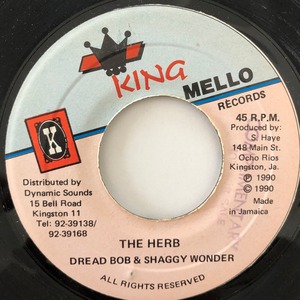 KING
MELLO
RECORDS
45 R.P.M.
Produced by:
S. Haye
148 Main St.
Ocho Rios
Kingston, Ja.
℗ 1990
© 1990
Made in
Jamaica
K
Distributed by
Dynamic Sounds
15 Bell Road
Kingston 11
Tel: 92-39138/
92-39168
THE HERB
DREAD BOB & SHAGGY WONDER
ALL RIGHTS RESERVED